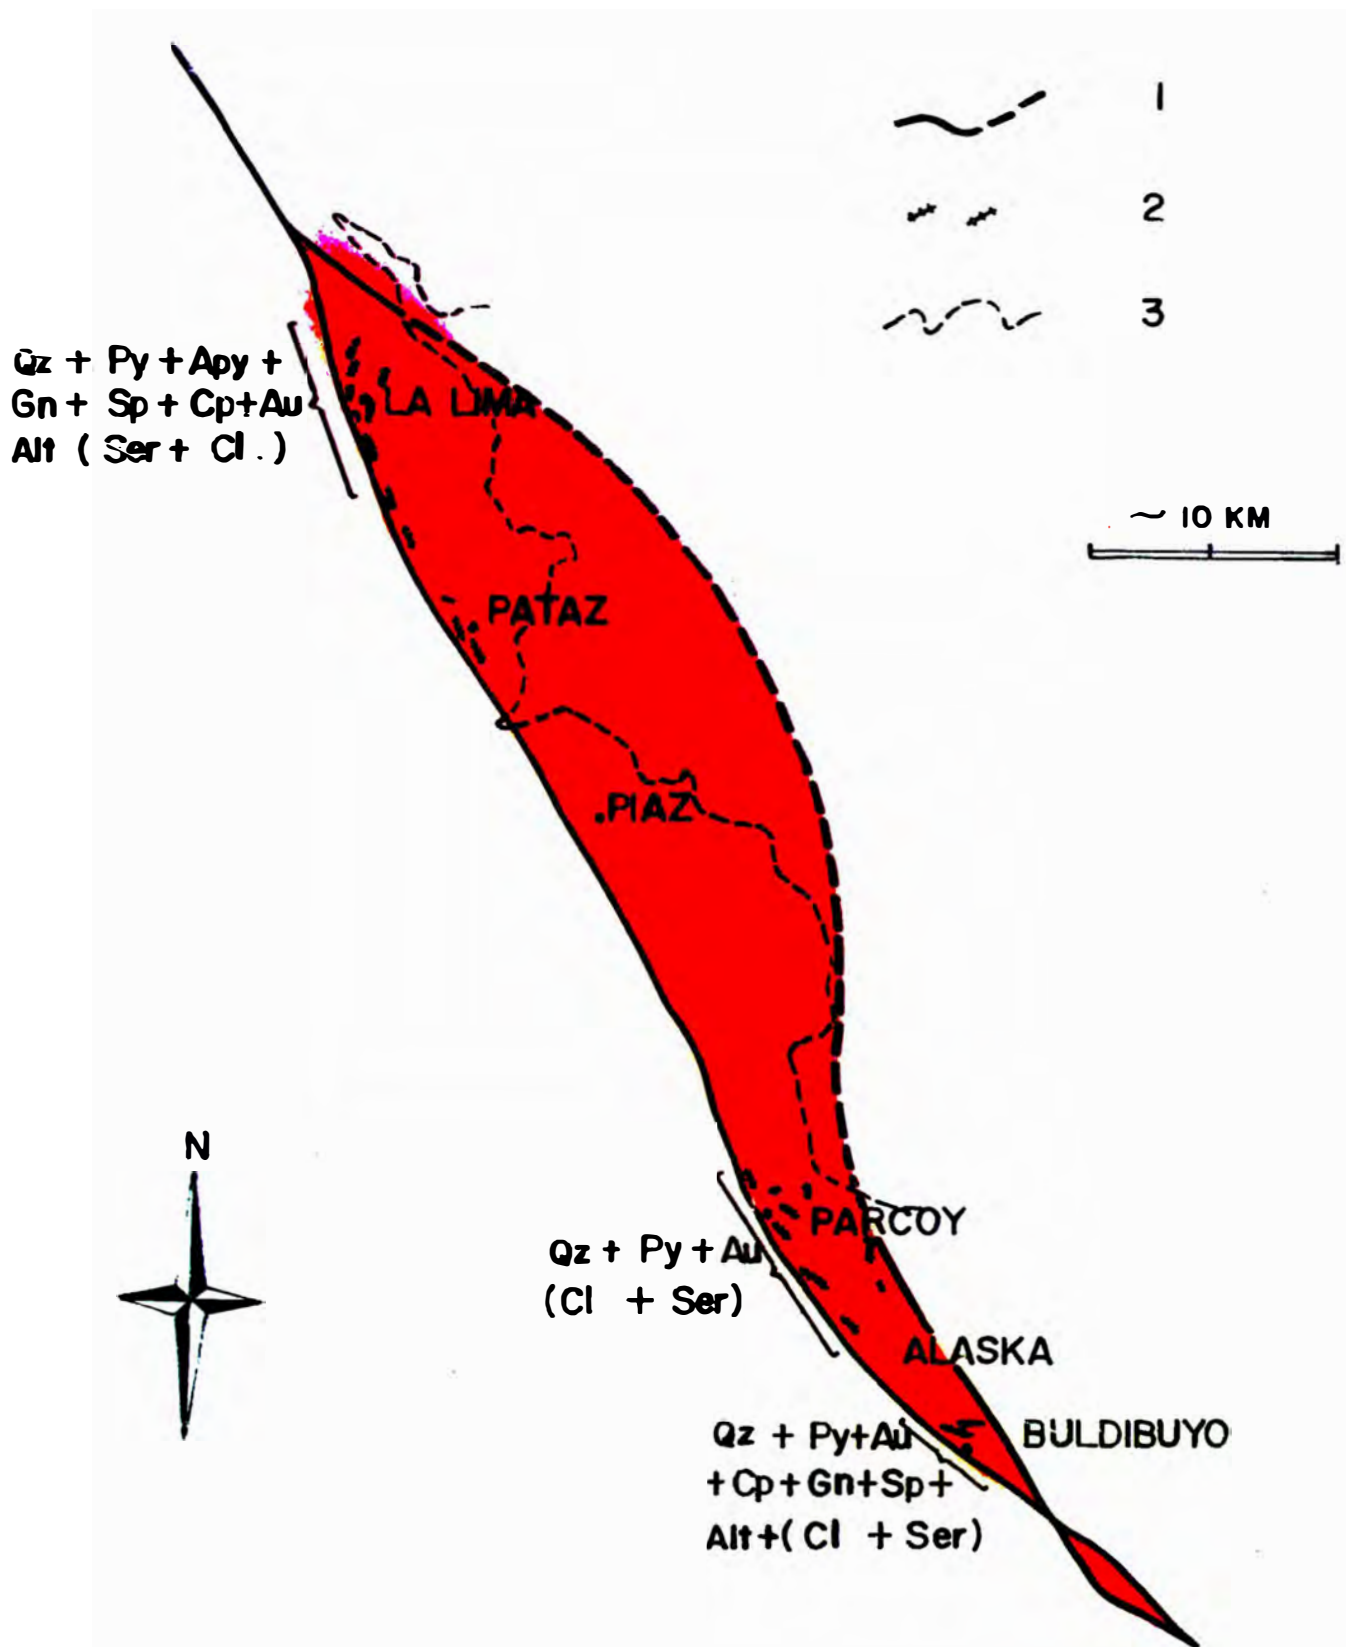 1
2
3
Qz + Py + Apy +
Gn + Sp + Cp + Au
Alt ( Ser + Cl . )
LA LIMA
~ 10 KM
PATAZ
.PIAZ
N
PARCOY
Qz + Py + Au
(Cl + Ser)
ALASKA
Qz + Py + Au
+ Cp + Gn + Sp +
Alt + ( Cl + Ser)
BULDIBUYO